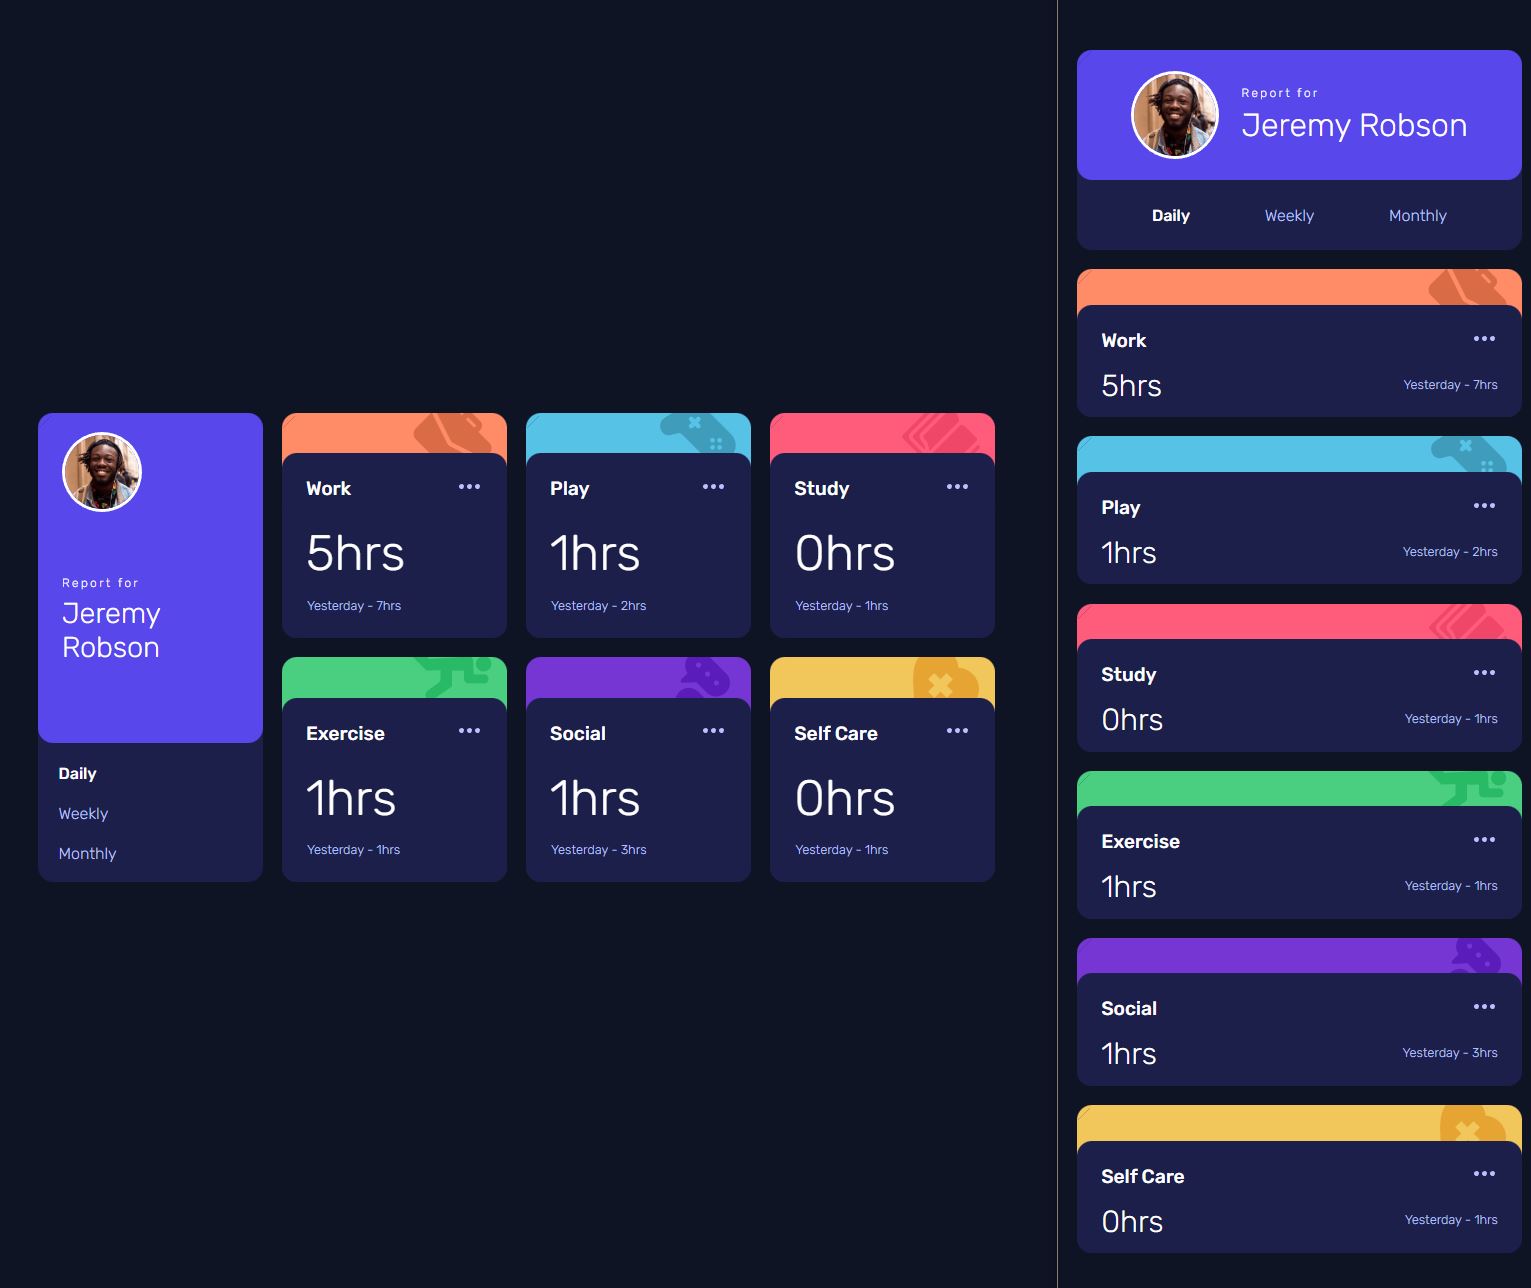 Report for
Jeremy
Robson
Daily
Weekly
Monthly
Work
5hrs
Yesterday - 7hrs
Play
1hrs
Yesterday - 2hrs
Study
0hrs
Yesterday - 1hrs
Exercise
1hrs
Yesterday - 1hrs
Social
1hrs
Yesterday - 3hrs
Self Care
0hrs
Yesterday - 1hrs
Report for
Jeremy Robson
Daily Weekly Monthly
Work
5hrs Yesterday - 7hrs
Play
1hrs Yesterday - 2hrs
Study
0hrs Yesterday - 1hrs
Exercise
1hrs Yesterday - 1hrs
Social
1hrs Yesterday - 3hrs
Self Care
0hrs Yesterday - 1hrs